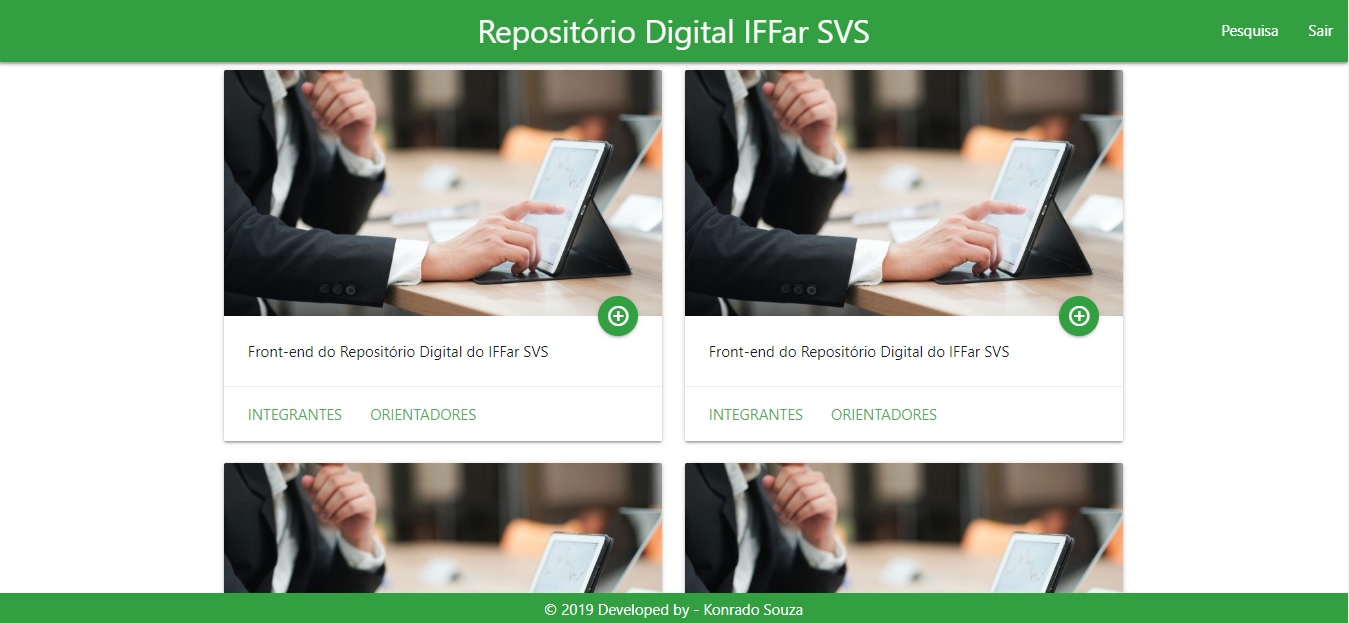 Repositório Digital IFFar SVS
Pesquisa Sair
Front-end do Repositório Digital do IFFar SVS
INTEGRANTES ORIENTADORES
Front-end do Repositório Digital do IFFar SVS
INTEGRANTES ORIENTADORES
© 2019 Developed by - Konrado Souza